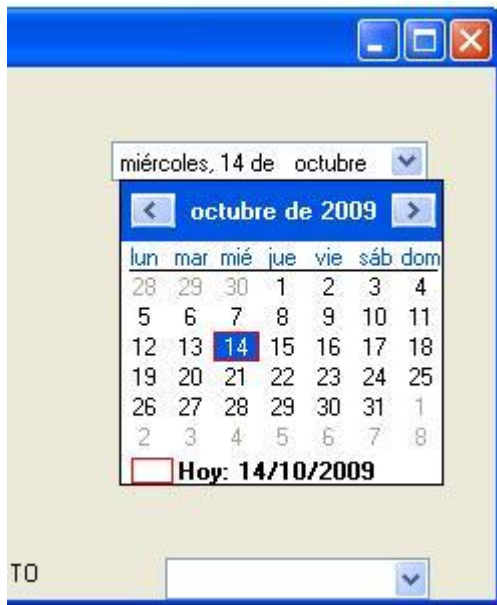 miércoles, 14 de octubre
octubre de 2009
lun mar mié jue vie sáb dom
28 29 30 1 2 3 4
5 6 7 8 9 10 11
12 13 14 15 16 17 18
19 20 21 22 23 24 25
26 27 28 29 30 31 1
2 3 4 5 6 7 8
Hoy: 14/10/2009
TO